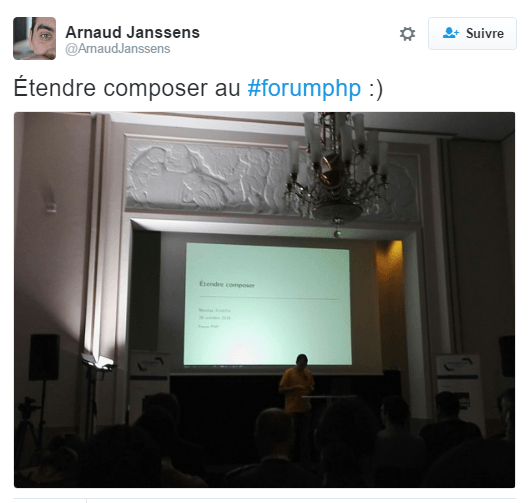 Arnaud Janssens
@ArnaudJanssens
Suivre
Étendre composer au #forumphp :)
Étendre composer